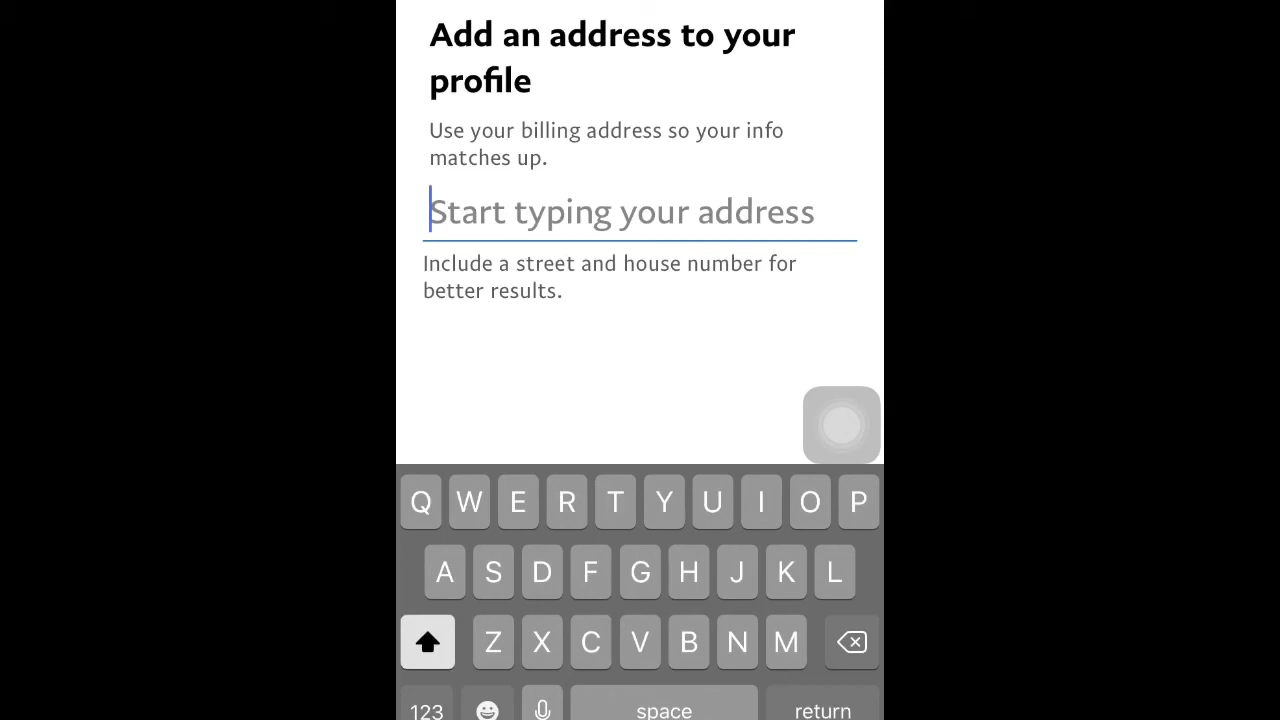 Add an address to your
profile
Use your billing address so your info
matches up.
Start typing your address
Include a street and house number for
better results.
Q W E R T Y U I O P
A S D F G H J K L
Z X C V B N M
123 space return